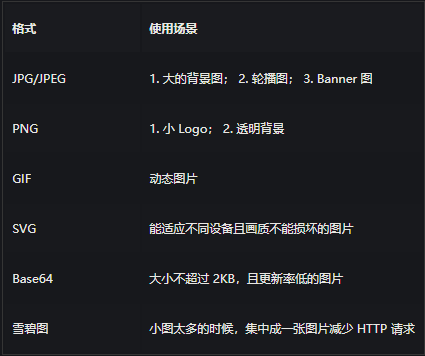 格式 使用场景
JPG/JPEG 1. 大的背景图； 2. 轮播图； 3. Banner 图
PNG 1. 小 Logo； 2. 透明背景
GIF 动态图片
SVG 能适应不同设备且画质不能损坏的图片
Base64 大小不超过 2KB，且更新率低的图片
雪碧图 小图太多的时候，集中成一张图片减少 HTTP 请求